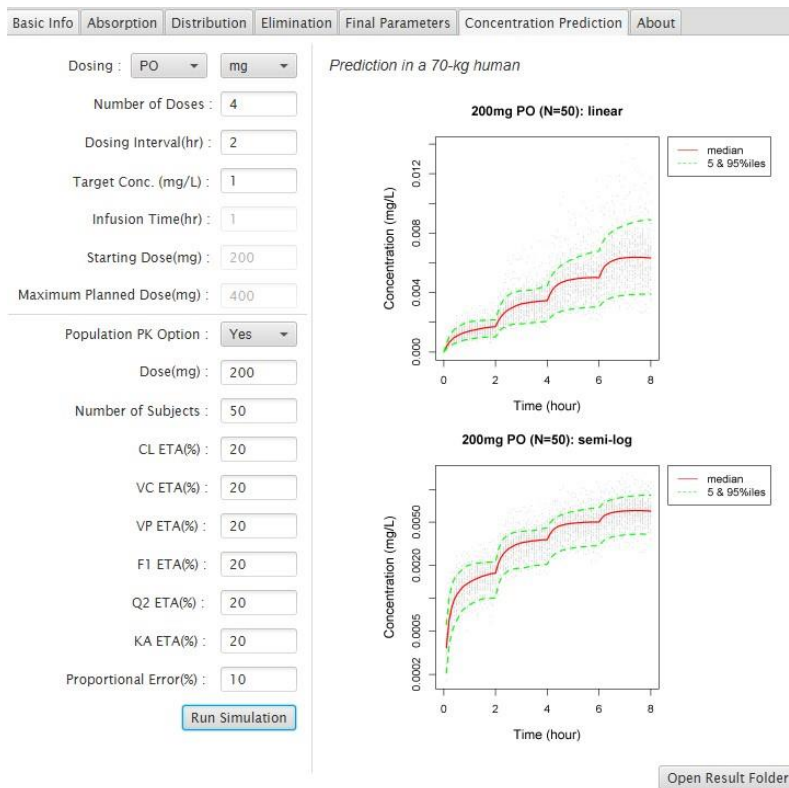 Basic Info Absorption Distribution Elimination Final Parameters Concentration Prediction About
Dosing : PO mg
Number of Doses : 4
Dosing Interval(hr) : 2
Target Conc. (mg/L) : 1
Infusion Time(hr) : 1
Starting Dose(mg) : 200
Maximum Planned Dose(mg) : 400
Population PK Option : Yes
Dose(mg) : 200
Number of Subjects : 50
CL ETA(%) : 20
VC ETA(%) : 20
VP ETA(%) : 20
F1 ETA(%) : 20
Q2 ETA(%) : 20
KA ETA(%) : 20
Proportional Error(%) : 10
Run Simulation
Prediction in a 70-kg human
200mg PO (N=50): linear
median
5 & 95%iles
Concentration (mg/L)
0.012
0.008
0.004
0.000
0 2 4 6 8
Time (hour)
200mg PO (N=50): semi-log
median
5 & 95%iles
Concentration (mg/L)
0.0050
0.0020
0.0005
0.0002
0 2 4 6 8
Time (hour)
Open Result Folder